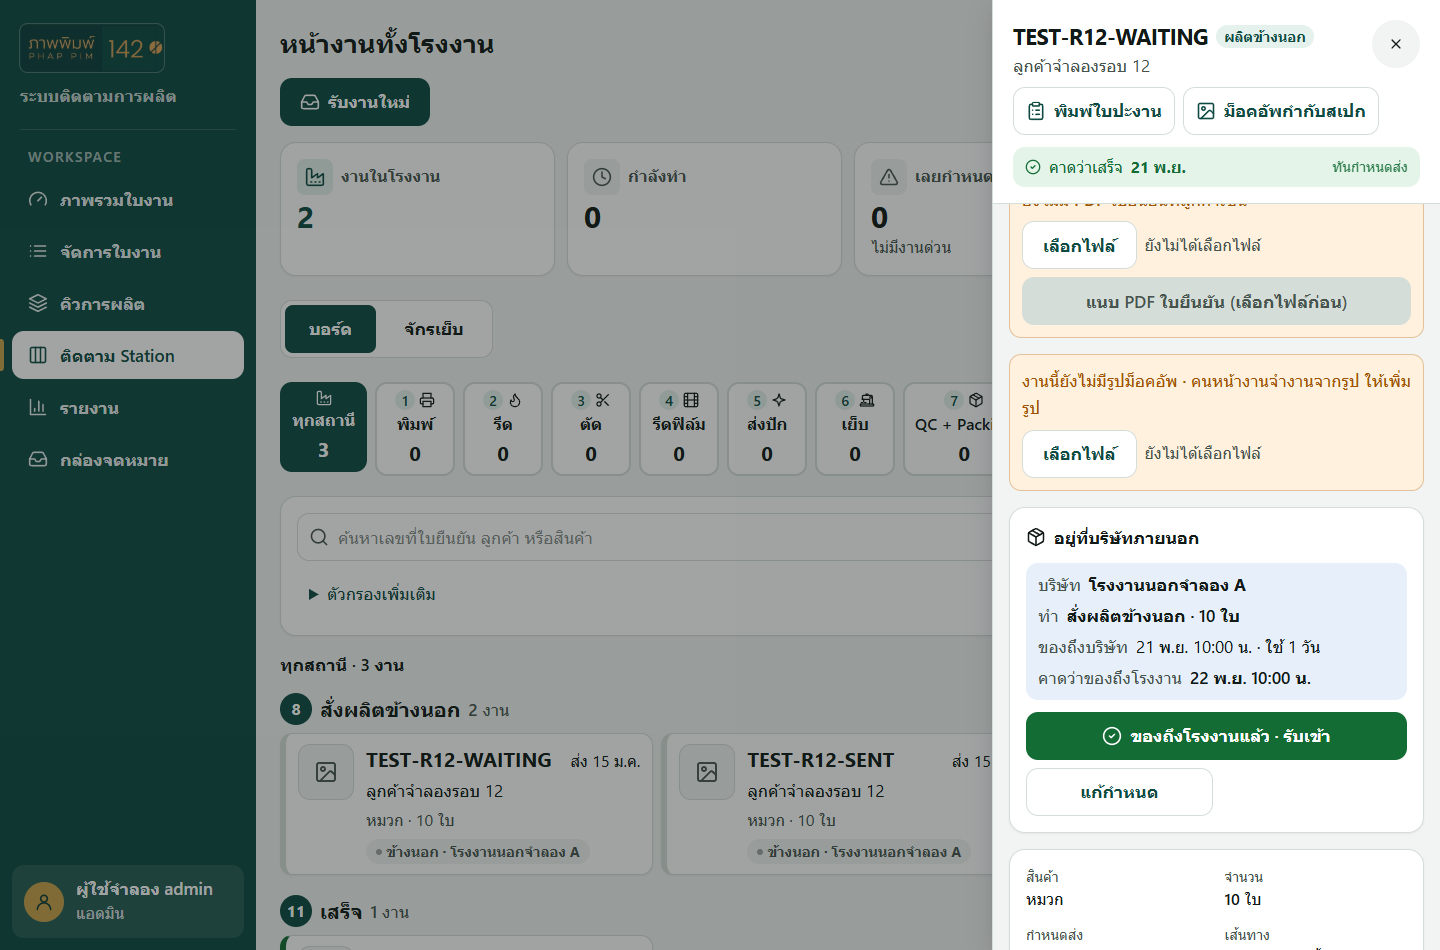 ภาพพิมพ์
PHAP PIM
142
ระบบติดตามการผลิต
WORKSPACE
ภาพรวมใบงาน
จัดการใบงาน
คิวการผลิต
ติดตาม Station
รายงาน
กล่องจดหมาย
ผู้ใช้จำลอง admin
แอดมิน
หน้างานทั้งโรงงาน
รับงานใหม่
งานในโรงงาน
2
กำลังทำ
0
เลยกำหนด
0
ไม่มีงานด่วน
บอร์ด
จักรเย็บ
ทุกสถานี
3
1
พิมพ์
0
2
รีด
0
3
ตัด
0
4
รีดฟิล์ม
0
5
ส่งปัก
0
6
เย็บ
0
7
QC + Packi
0
ค้นหาเลขที่ใบยืนยัน ลูกค้า หรือสินค้า
ตัวกรองเพิ่มเติม
ทุกสถานี · 3 งาน
8 สั่งผลิตข้างนอก 2 งาน
TEST-R12-WAITING ส่ง 15 ม.ค.
ลูกค้าจำลองรอบ 12
หมวก · 10 ใบ
ข้างนอก · โรงงานนอกจำลอง A
TEST-R12-SENT ส่ง 15
ลูกค้าจำลองรอบ 12
หมวก · 10 ใบ
ข้างนอก · โรงงานนอกจำลอง A
11 เสร็จ 1 งาน
TEST-R12-WAITING ผลิตข้างนอก
ลูกค้าจำลองรอบ 12
พิมพ์ใบปะงาน
ม็อคอัพกำกับสเปก
คาดว่าเสร็จ 21 พ.ย. ทันกำหนดส่ง
เลือกไฟล์ ยังไม่ได้เลือกไฟล์
แนบ PDF ใบยืนยัน (เลือกไฟล์ก่อน)
งานนี้ยังไม่มีรูปม็อคอัพ · คนหน้างานจำงานจากรูป ให้เพิ่ม
รูป
เลือกไฟล์ ยังไม่ได้เลือกไฟล์
อยู่ที่บริษัทภายนอก
บริษัท โรงงานนอกจำลอง A
ทำ สั่งผลิตข้างนอก · 10 ใบ
ของถึงบริษัท 21 พ.ย. 10:00 น. · ใช้ 1 วัน
คาดว่าของถึงโรงงาน 22 พ.ย. 10:00 น.
ของถึงโรงงานแล้ว · รับเข้า
แก้กำหนด
สินค้า
หมวก
จำนวน
10 ใบ
กำหนดส่ง
เส้นทาง